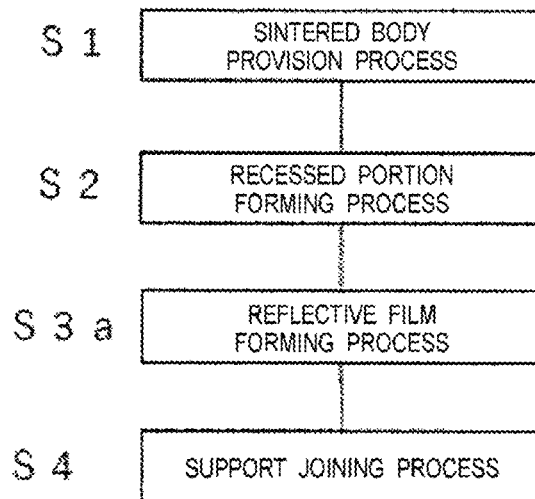 S 1
SINTERED BODY
PROVISION PROCESS
S 2
RECESSED PORTION
FORMING PROCESS
S 3 a
REFLECTIVE FILM
FORMING PROCESS
S 4
SUPPORT JOINING PROCESS